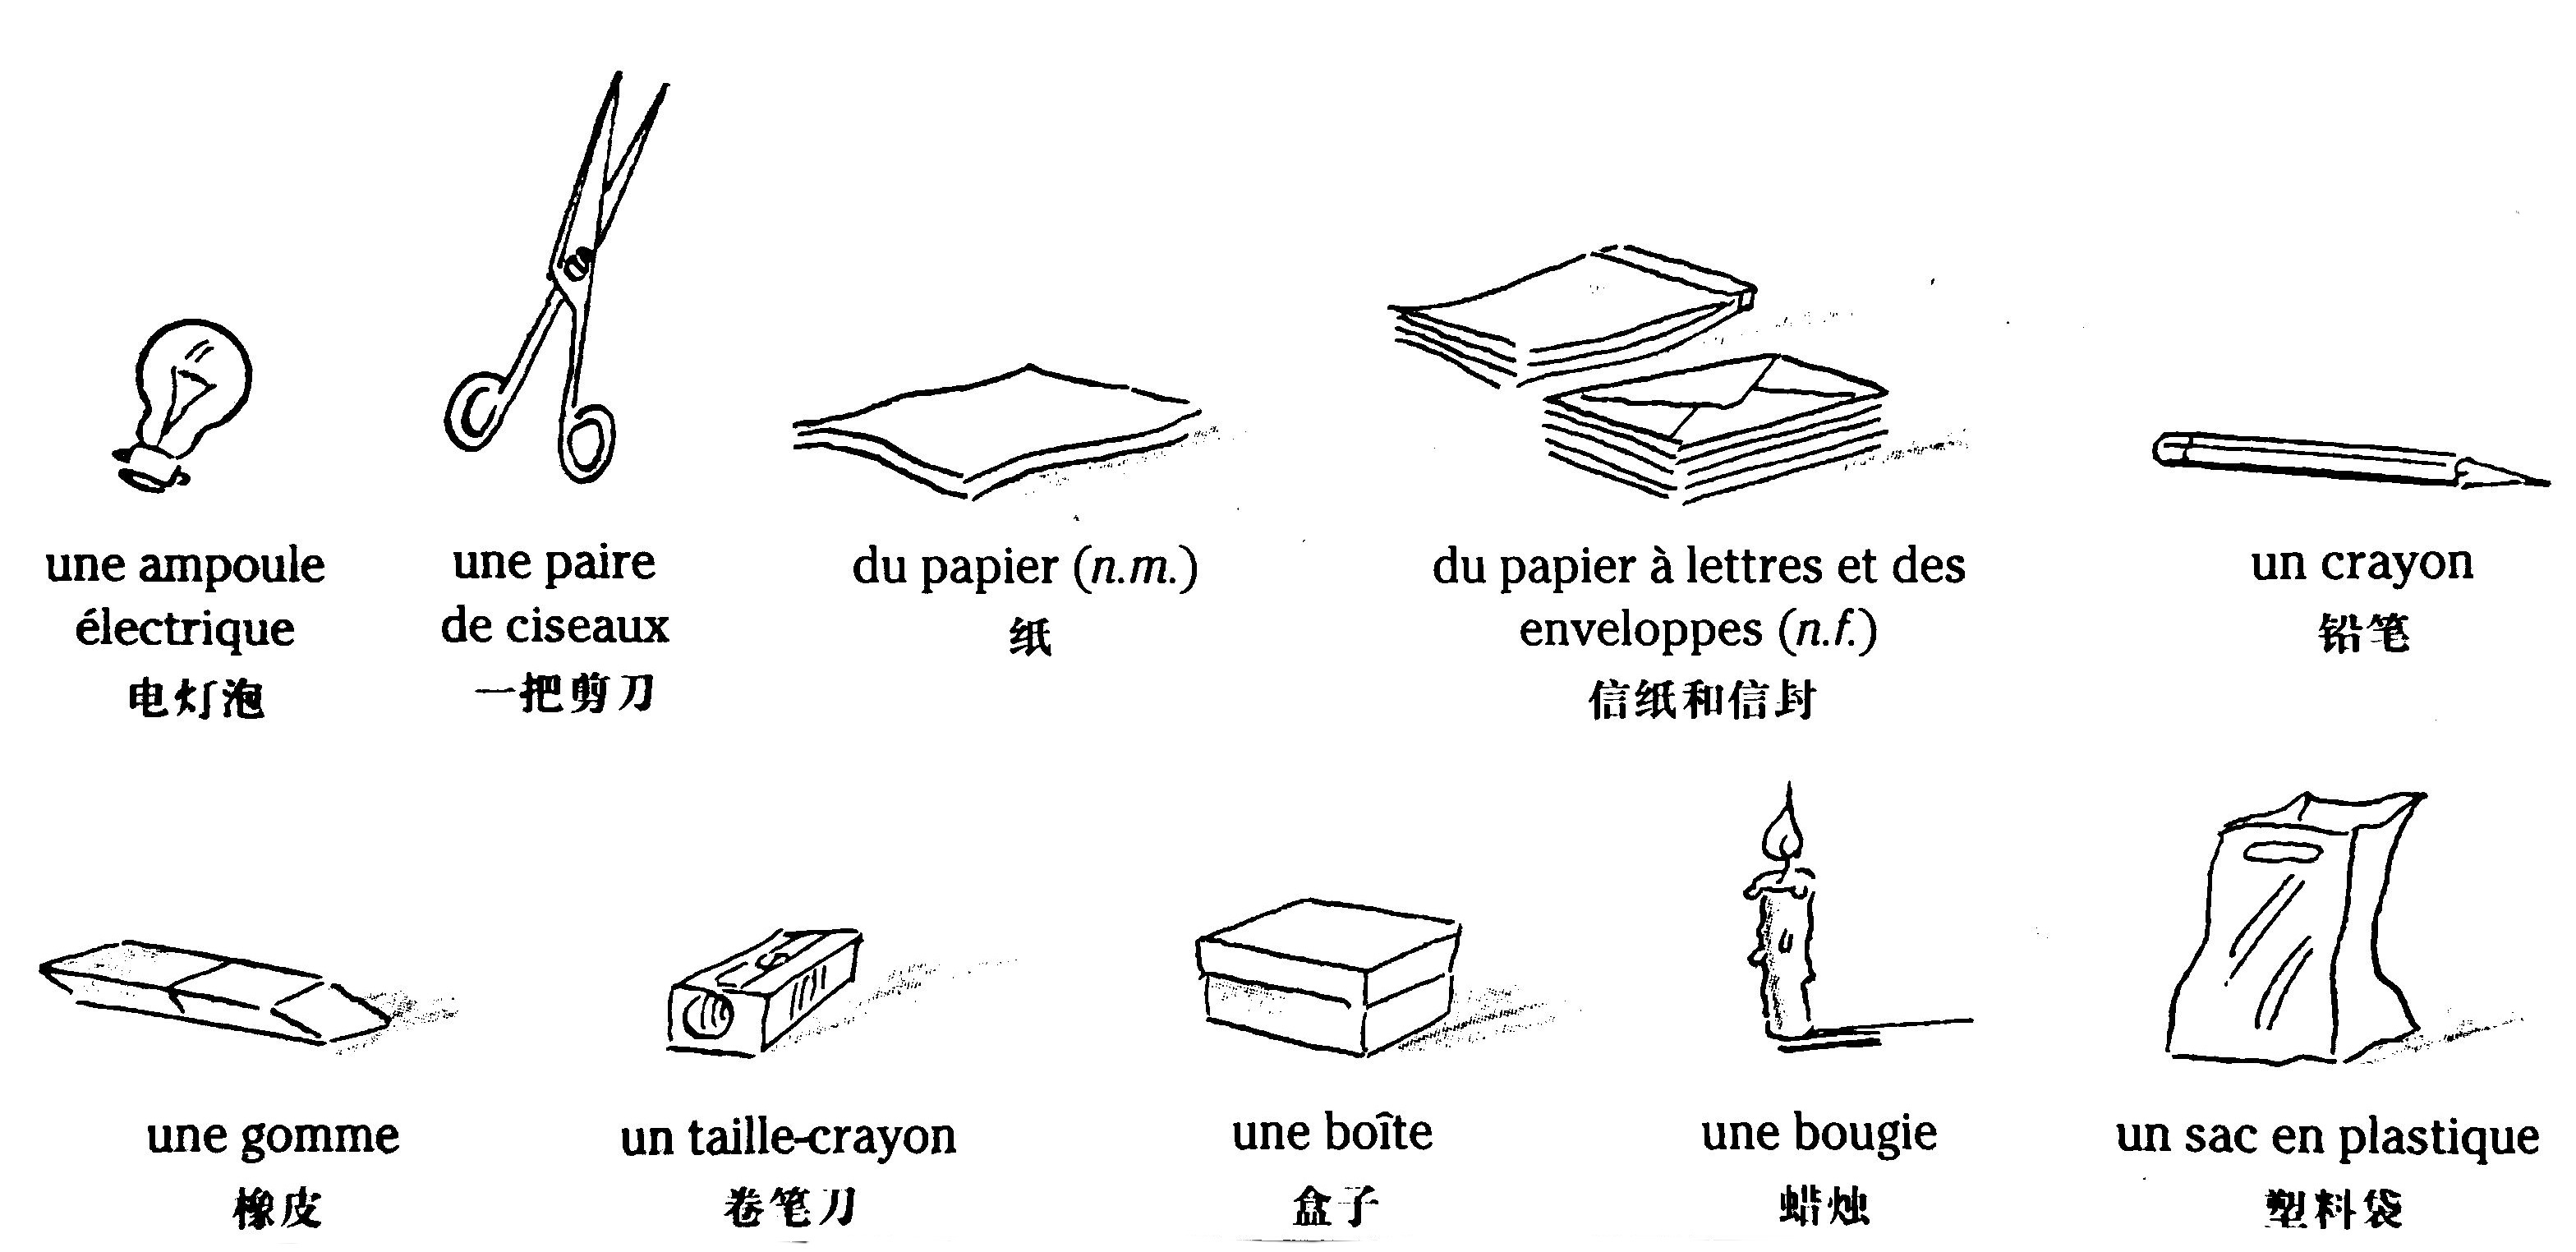 une ampoule
électrique
电灯泡
une paire
de ciseaux
一把剪刀
du papier (n.m.)
纸
du papier à lettres et des
enveloppes (n.f.)
信纸和信封
un crayon
铅笔
une gomme
橡皮
un taille-crayon
卷笔刀
une boîte
盒子
une bougie
蜡烛
un sac en plastique
塑料袋